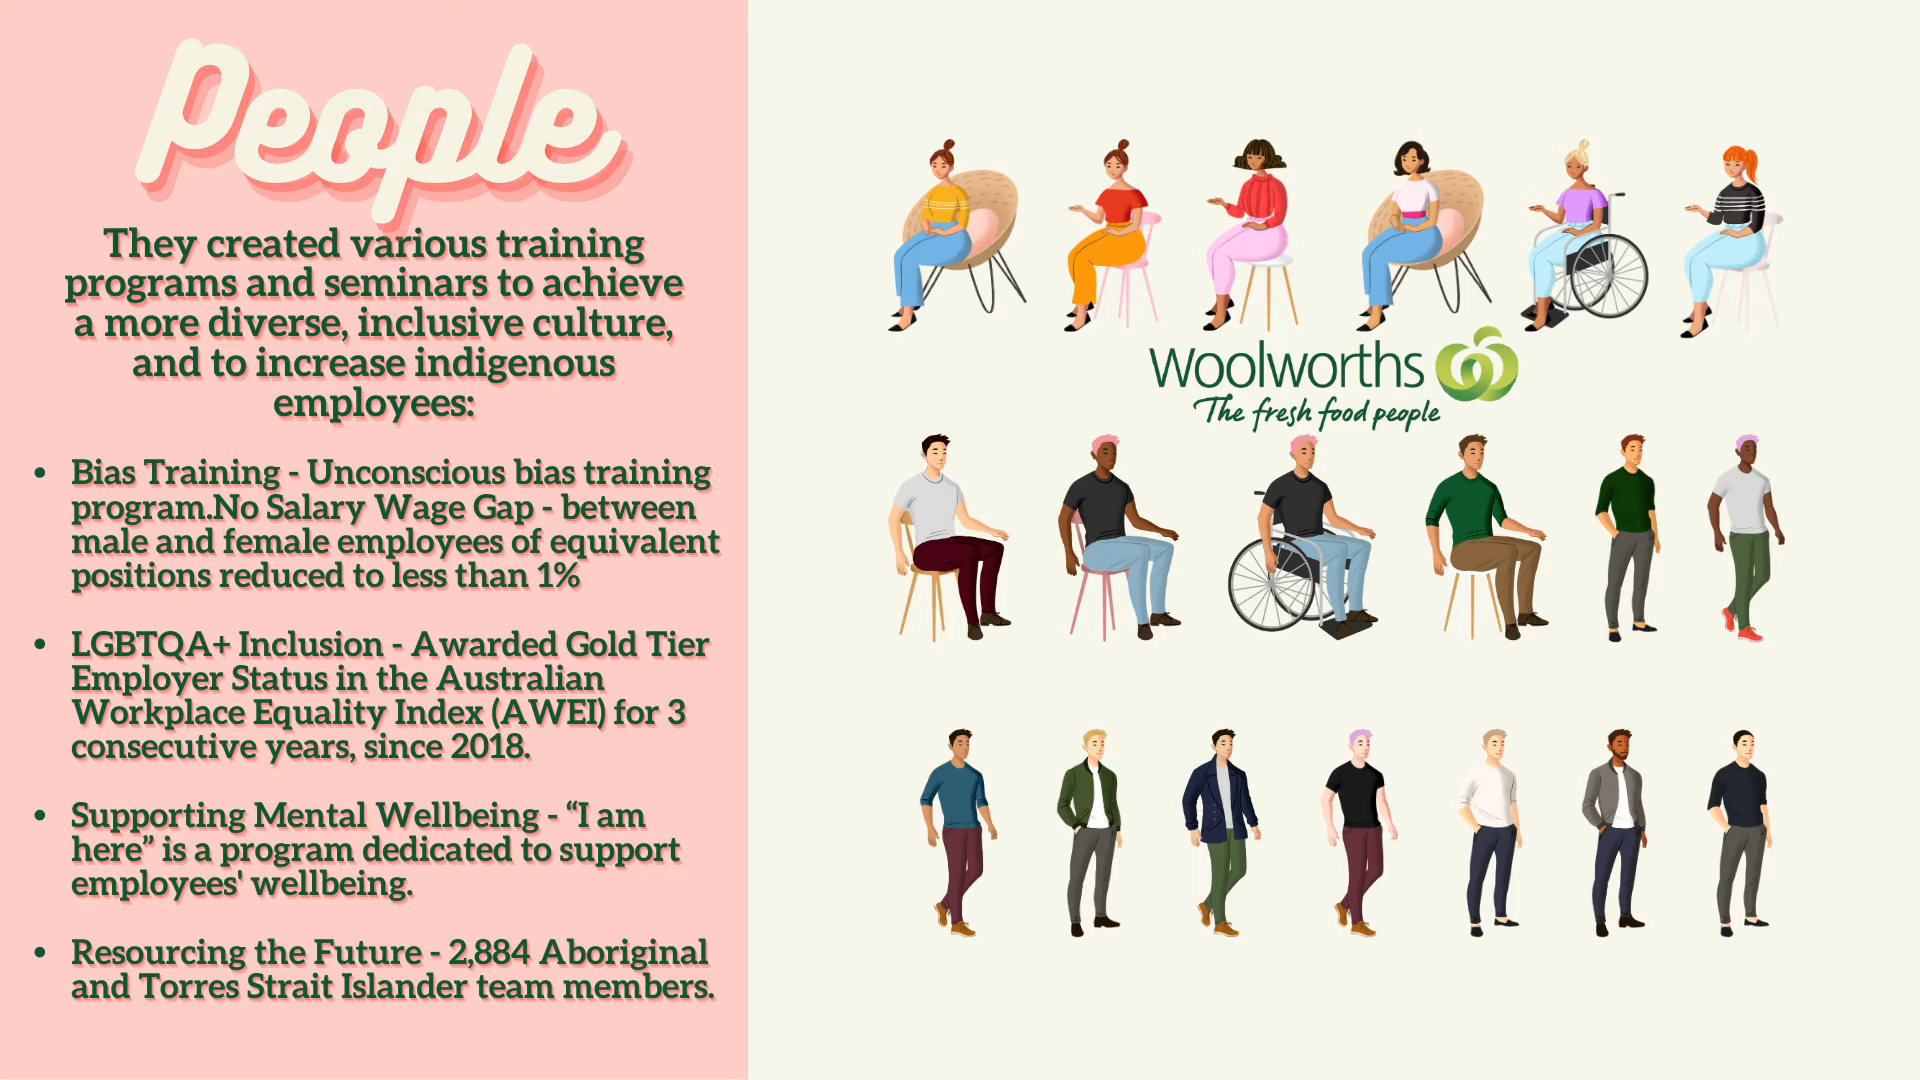 People
They created various training
programs and seminars to achieve
a more diverse, inclusive culture,
and to increase indigenous
employees:
• Bias Training - Unconscious bias training
program.No Salary Wage Gap - between
male and female employees of equivalent
positions reduced to less than 1%
• LGBTQA+ Inclusion - Awarded Gold Tier
Employer Status in the Australian
Workplace Equality Index (AWEI) for 3
consecutive years, since 2018.
• Supporting Mental Wellbeing - “I am
here” is a program dedicated to support
employees' wellbeing.
• Resourcing the Future - 2,884 Aboriginal
and Torres Strait Islander team members.
Woolworths
The fresh food people